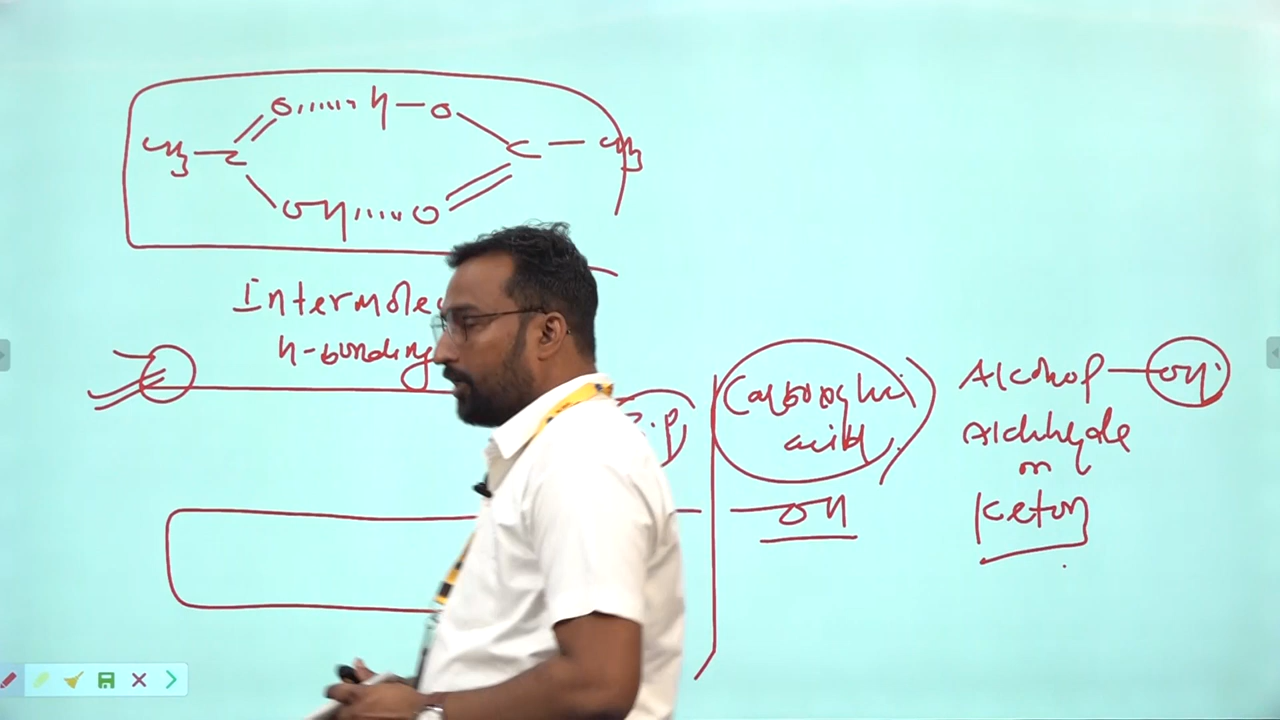 O......H-O
CH3-C C-CH3
OH.....O
Intermole
H-bonding
B.P
Carboxylic
acid
OH
Alcohol-OH
Aldehyde
or
Keton